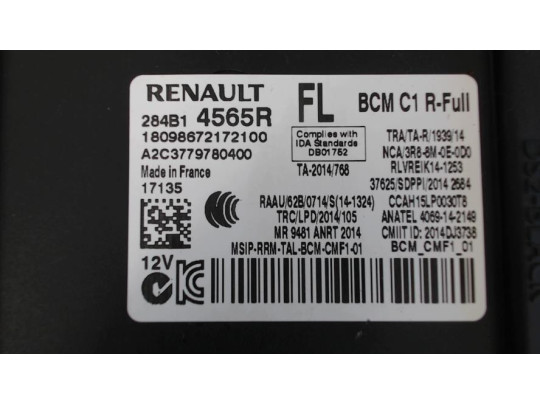 RENAULT FL BCM C1 R-Full
284B1 4565R
18098672172100
A2C3779780400
Made in France
17135
Complies with
IDA Standards
DB01752
TA-2014/768
TRA/TA-R/1939/14
NCA/3R8-8M-0E-0D0
RLVREIK14-1253
37625/SDPPI/2014 2684
RAAU/62B/0714/S(14-1324)
CCAH15LP0030T8
TRC/LPD/2014/105
ANATEL 4069-14-2149
MR 9481 ANRT 2014
CMIIT ID: 2014DJ3738
MSIP-RRM-TAL-BCM-CMF1-01
BCM_CMF1_01
12V